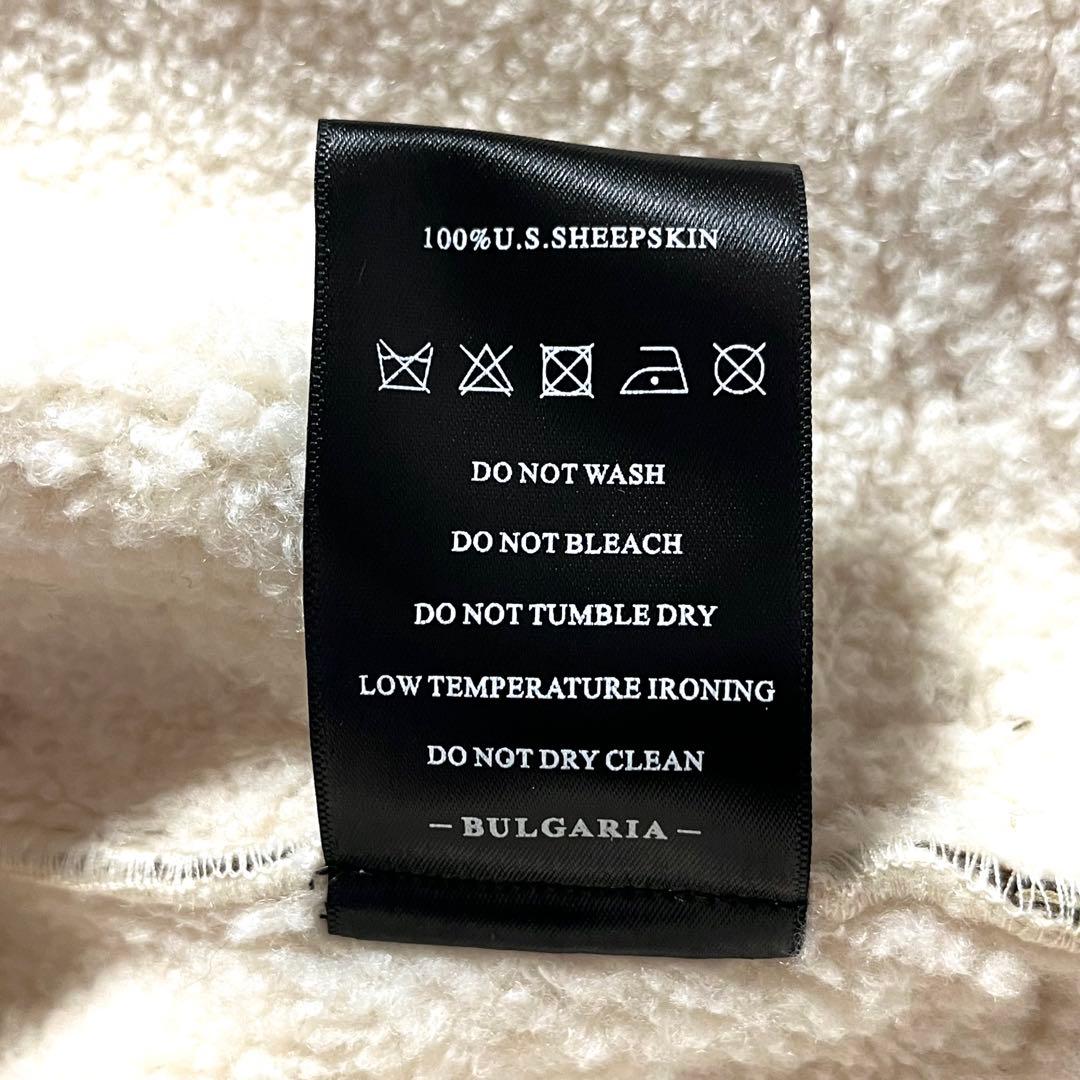 100%U.S.SHEEPSKIN
DO NOT WASH
DO NOT BLEACH
DO NOT TUMBLE DRY
LOW TEMPERATURE IRONING
DO NOT DRY CLEAN
– BULGARIA –